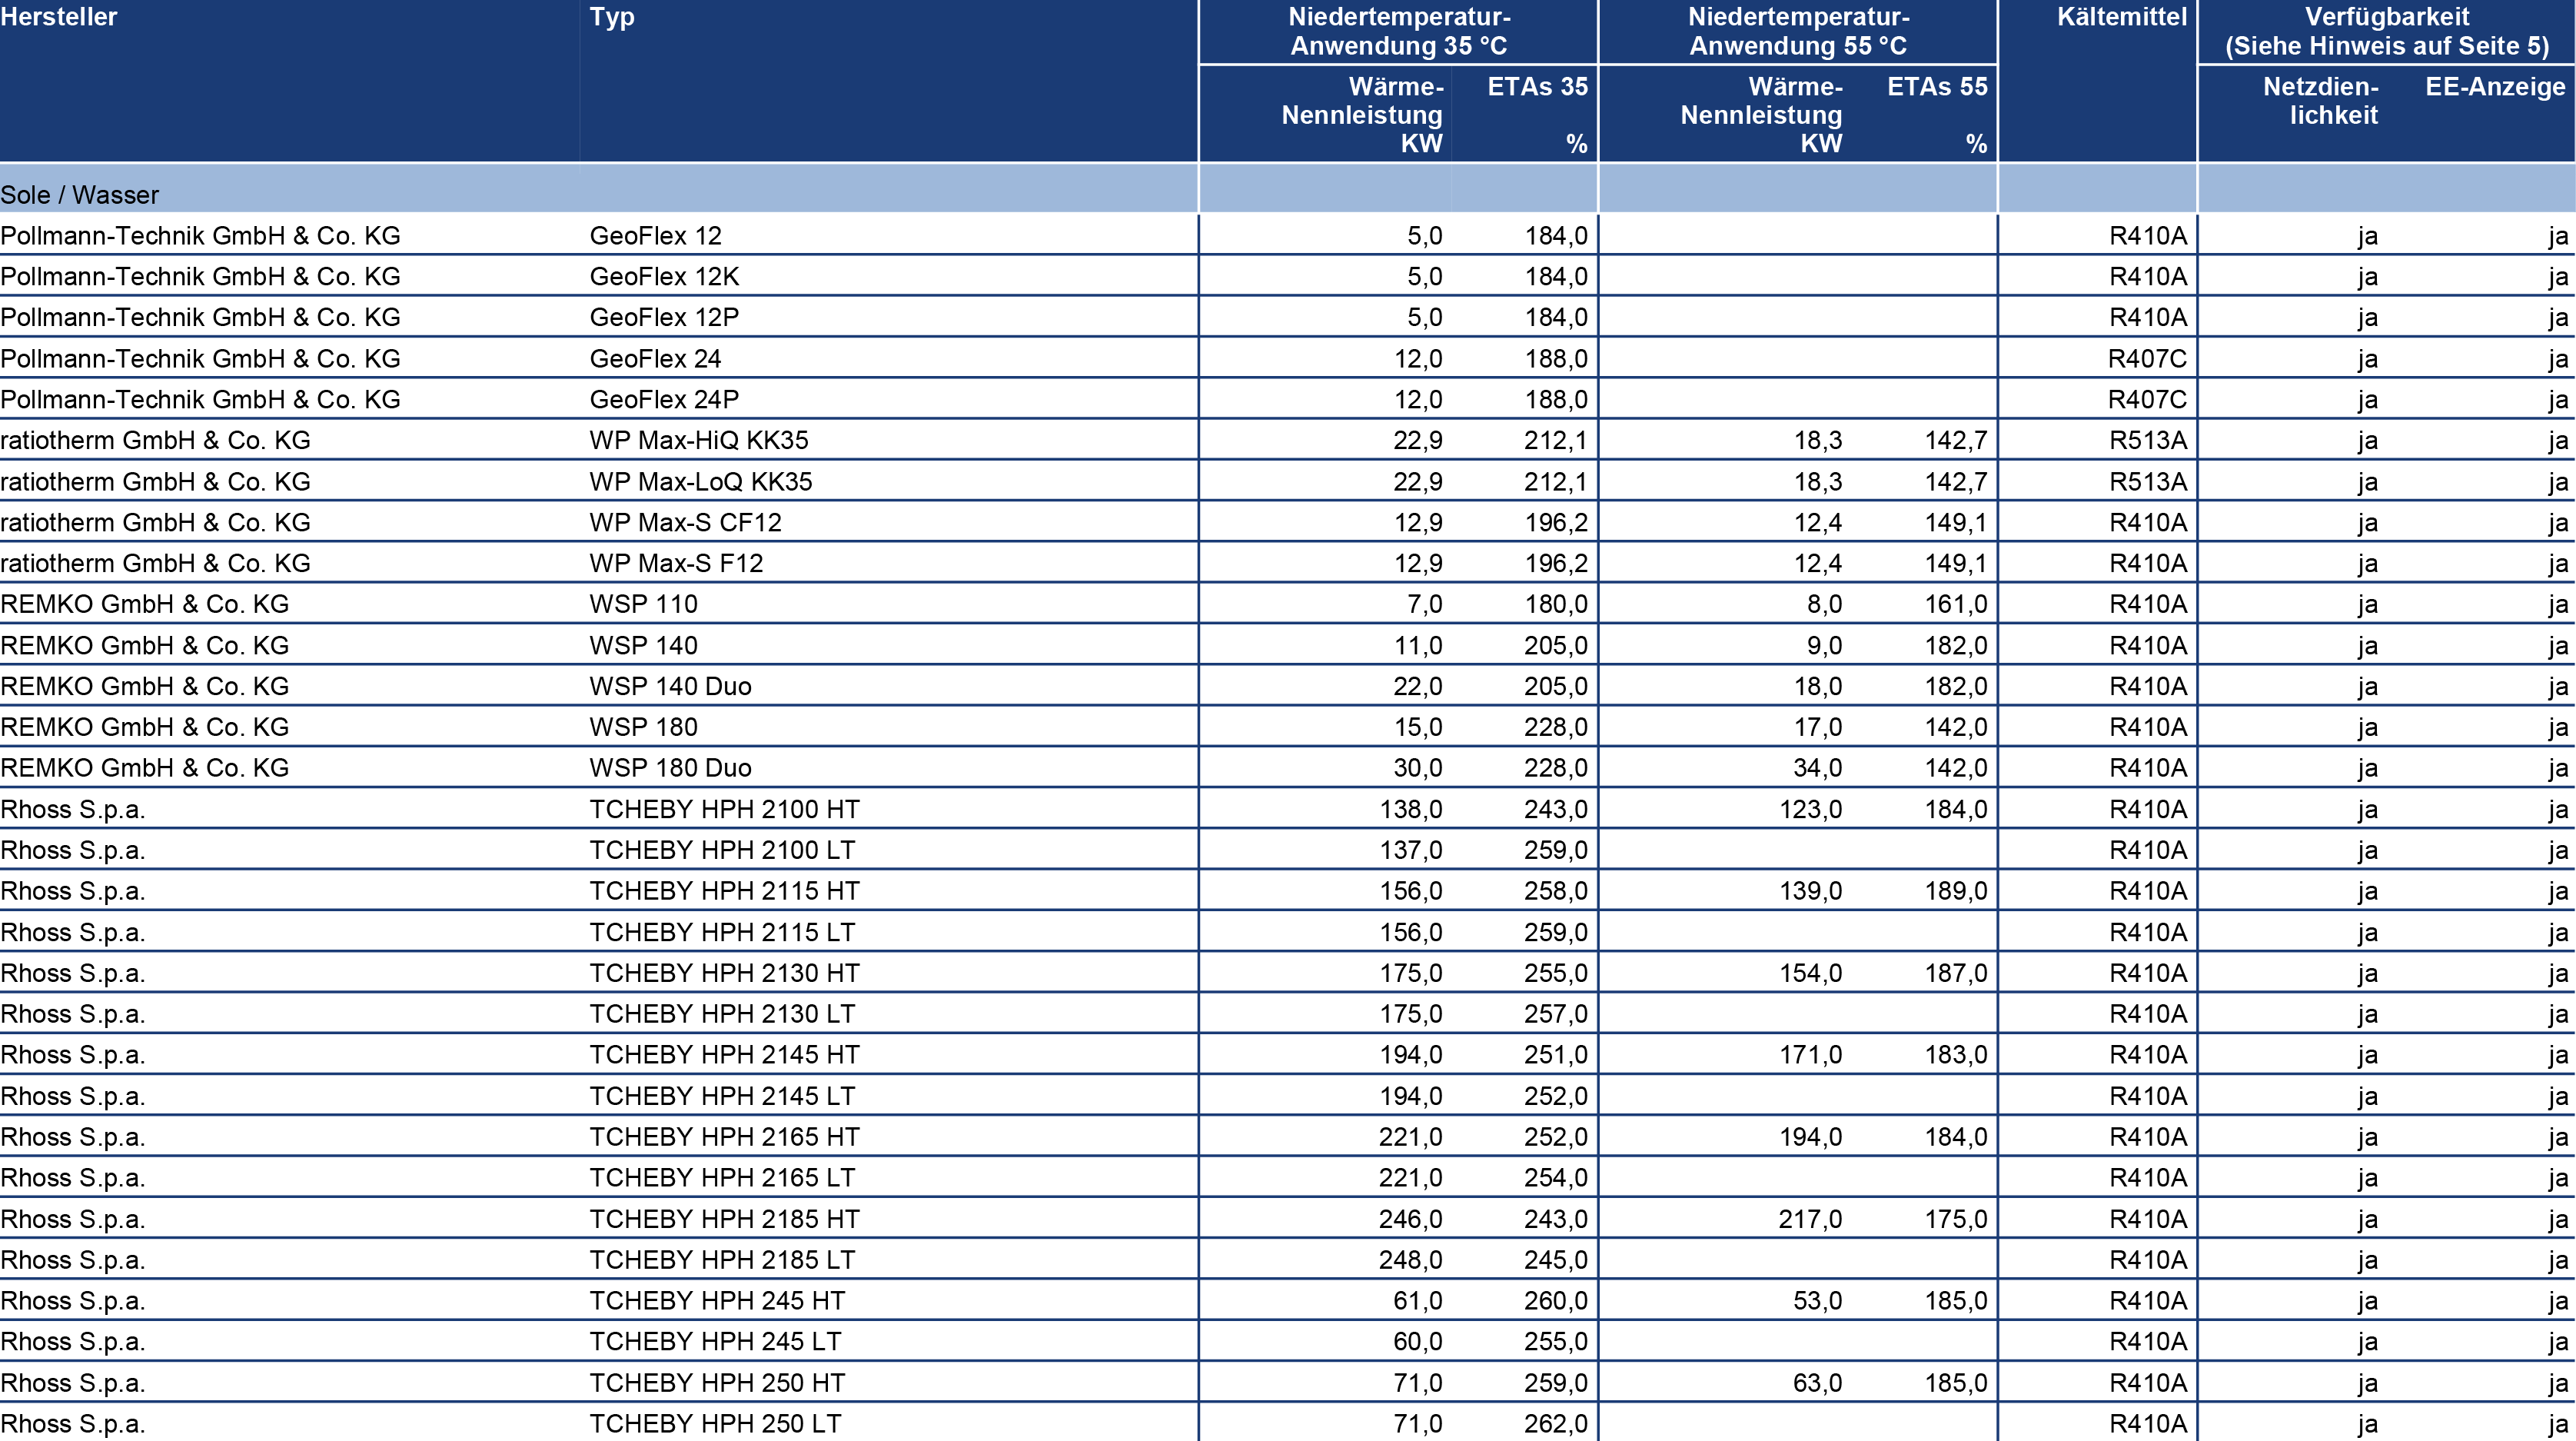 Hersteller Typ Niedertemperatur- Niedertemperatur- Kältemittel Verfügbarkeit
Anwendung 35 °C Anwendung 55 °C (Siehe Hinweis auf Seite 5)
Wärme- ETAs 35 Wärme- ETAs 55 Netzdien- EE-Anzeige
Nennleistung Nennleistung lichkeit
KW % KW %
Sole / Wasser
Pollmann-Technik GmbH & Co. KG GeoFlex 12 5,0 184,0 R410A ja ja
Pollmann-Technik GmbH & Co. KG GeoFlex 12K 5,0 184,0 R410A ja ja
Pollmann-Technik GmbH & Co. KG GeoFlex 12P 5,0 184,0 R410A ja ja
Pollmann-Technik GmbH & Co. KG GeoFlex 24 12,0 188,0 R407C ja ja
Pollmann-Technik GmbH & Co. KG GeoFlex 24P 12,0 188,0 R407C ja ja
ratiotherm GmbH & Co. KG WP Max-HiQ KK35 22,9 212,1 18,3 142,7 R513A ja ja
ratiotherm GmbH & Co. KG WP Max-LoQ KK35 22,9 212,1 18,3 142,7 R513A ja ja
ratiotherm GmbH & Co. KG WP Max-S CF12 12,9 196,2 12,4 149,1 R410A ja ja
ratiotherm GmbH & Co. KG WP Max-S F12 12,9 196,2 12,4 149,1 R410A ja ja
REMKO GmbH & Co. KG WSP 110 7,0 180,0 8,0 161,0 R410A ja ja
REMKO GmbH & Co. KG WSP 140 11,0 205,0 9,0 182,0 R410A ja ja
REMKO GmbH & Co. KG WSP 140 Duo 22,0 205,0 18,0 182,0 R410A ja ja
REMKO GmbH & Co. KG WSP 180 15,0 228,0 17,0 142,0 R410A ja ja
REMKO GmbH & Co. KG WSP 180 Duo 30,0 228,0 34,0 142,0 R410A ja ja
Rhoss S.p.a. TCHEBY HPH 2100 HT 138,0 243,0 123,0 184,0 R410A ja ja
Rhoss S.p.a. TCHEBY HPH 2100 LT 137,0 259,0 R410A ja ja
Rhoss S.p.a. TCHEBY HPH 2115 HT 156,0 258,0 139,0 189,0 R410A ja ja
Rhoss S.p.a. TCHEBY HPH 2115 LT 156,0 259,0 R410A ja ja
Rhoss S.p.a. TCHEBY HPH 2130 HT 175,0 255,0 154,0 187,0 R410A ja ja
Rhoss S.p.a. TCHEBY HPH 2130 LT 175,0 257,0 R410A ja ja
Rhoss S.p.a. TCHEBY HPH 2145 HT 194,0 251,0 171,0 183,0 R410A ja ja
Rhoss S.p.a. TCHEBY HPH 2145 LT 194,0 252,0 R410A ja ja
Rhoss S.p.a. TCHEBY HPH 2165 HT 221,0 252,0 194,0 184,0 R410A ja ja
Rhoss S.p.a. TCHEBY HPH 2165 LT 221,0 254,0 R410A ja ja
Rhoss S.p.a. TCHEBY HPH 2185 HT 246,0 243,0 217,0 175,0 R410A ja ja
Rhoss S.p.a. TCHEBY HPH 2185 LT 248,0 245,0 R410A ja ja
Rhoss S.p.a. TCHEBY HPH 245 HT 61,0 260,0 53,0 185,0 R410A ja ja
Rhoss S.p.a. TCHEBY HPH 245 LT 60,0 255,0 R410A ja ja
Rhoss S.p.a. TCHEBY HPH 250 HT 71,0 259,0 63,0 185,0 R410A ja ja
Rhoss S.p.a. TCHEBY HPH 250 LT 71,0 262,0 R410A ja ja